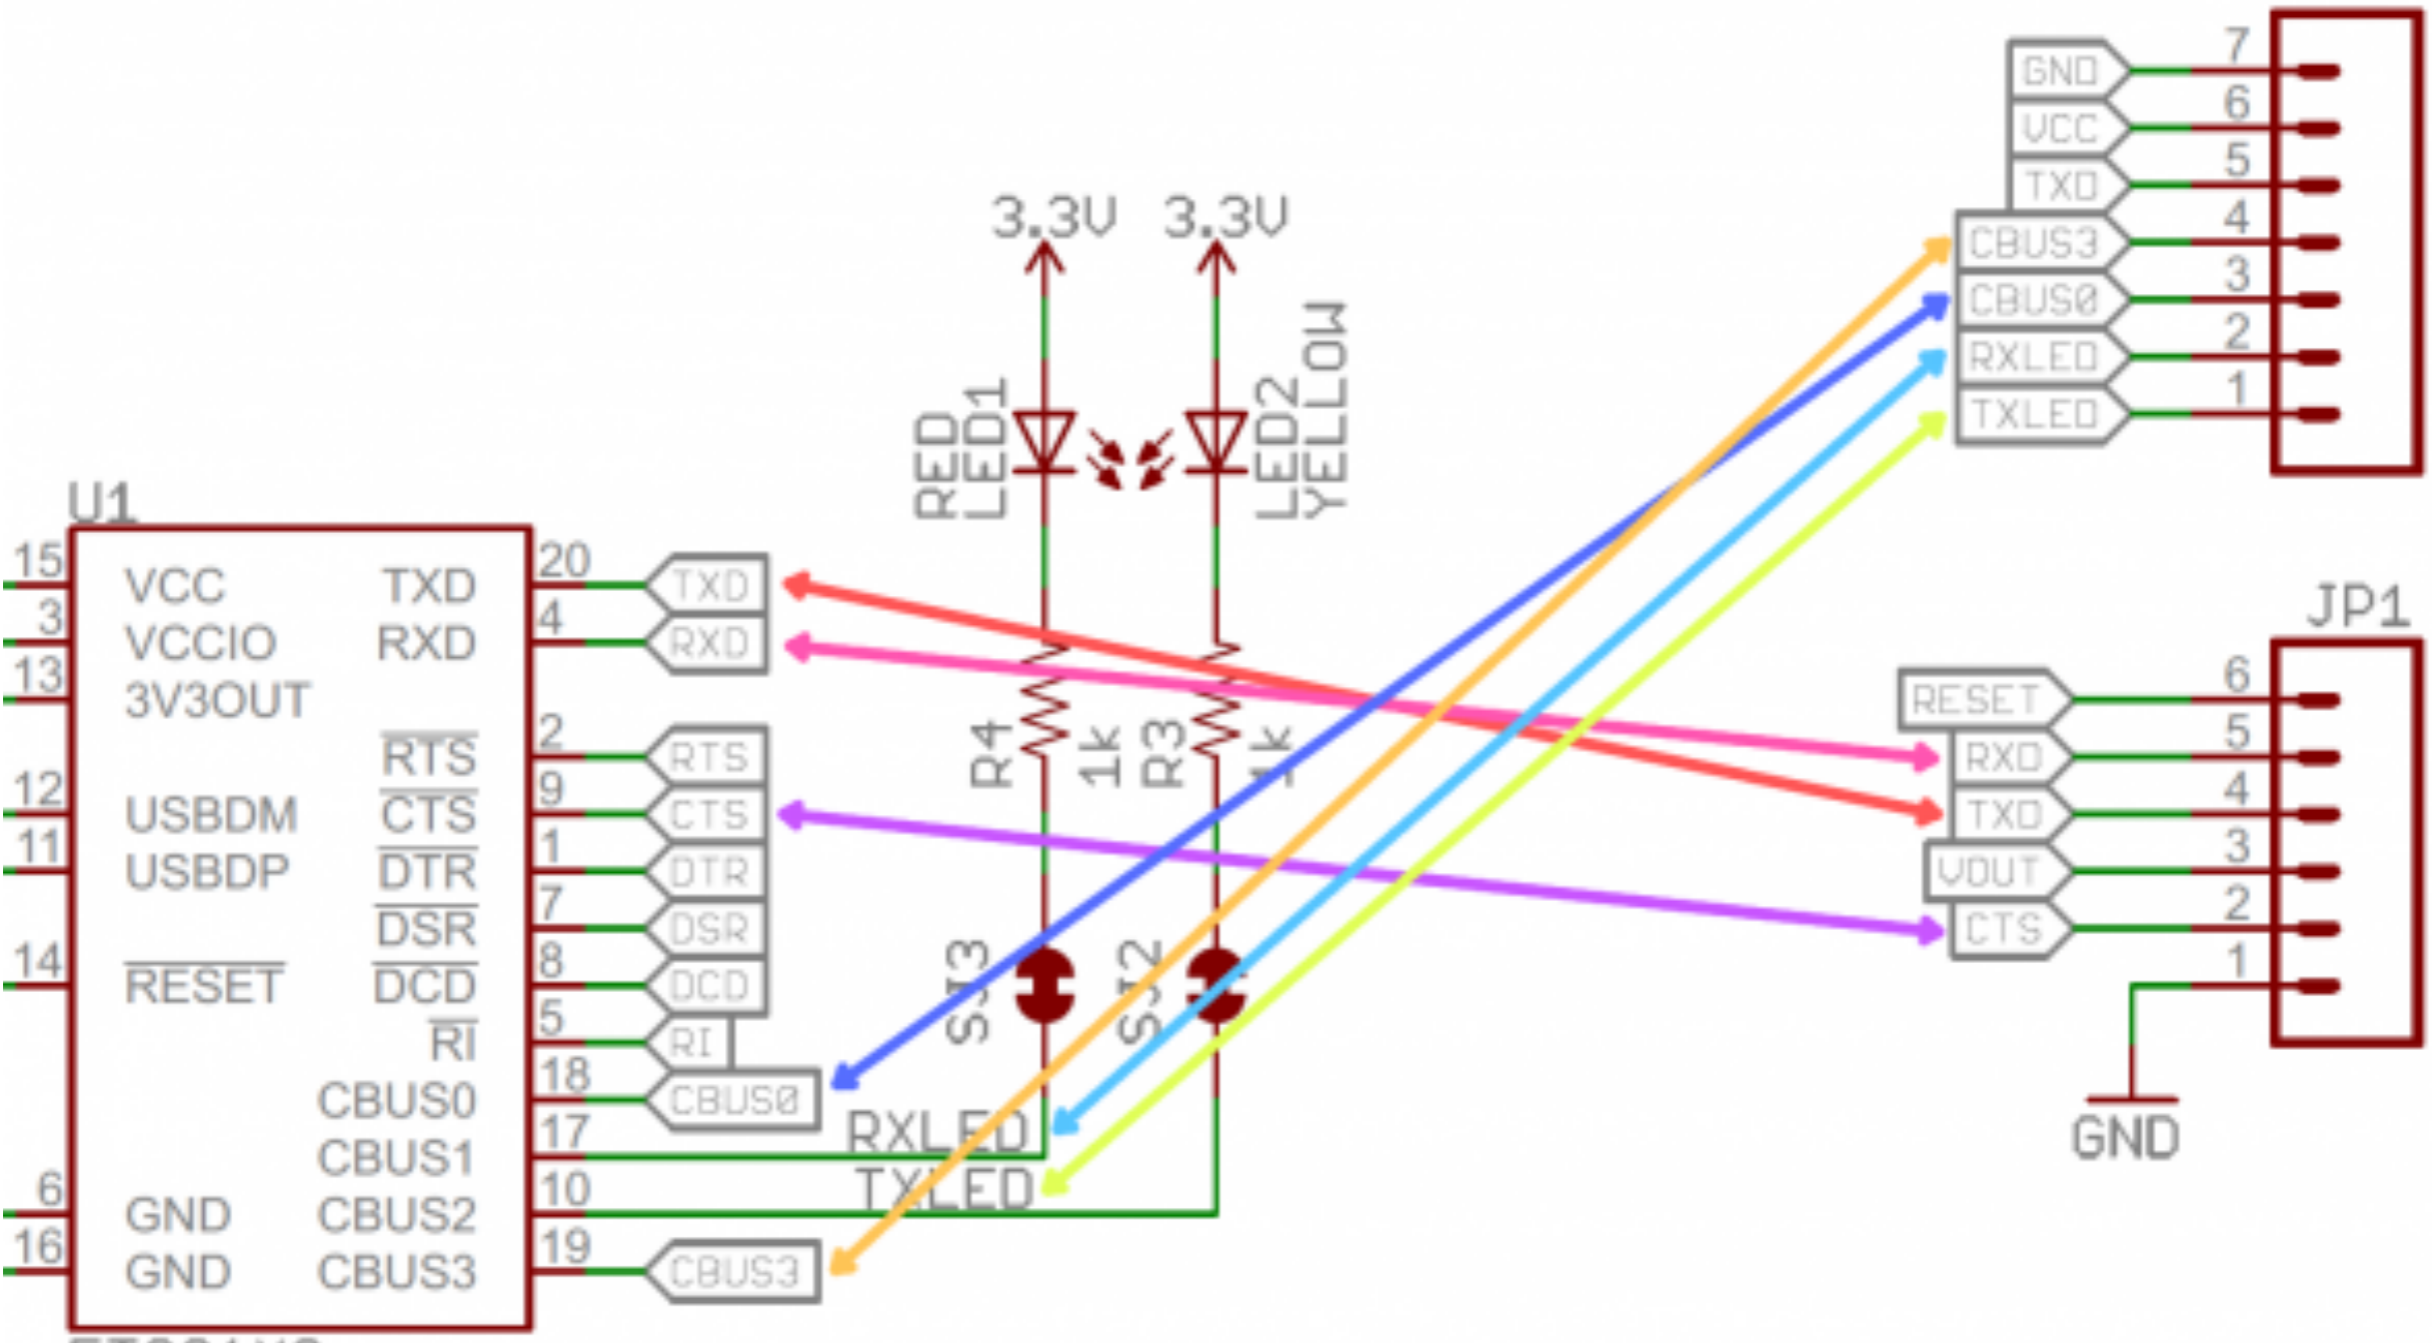 7
GND
6
VCC
5
TXD
4
CBUS3
3
CBUS0
2
RXLED
1
TXLED
3.3V 3.3V
RED
LED1
LED2
YELLOW
R4
1k
R3
1k
SJ3
SJ2
U1
15 VCC TXD 20 TXD
3 VCCIO RXD 4 RXD
13 3V3OUT
RTS 2 RTS
12 USBDM CTS 9 CTS
11 USBDP DTR 1 DTR
DSR 7 DSR
14 RESET DCD 8 DCD
RI 5 RI
CBUS0 18 CBUS0
CBUS1 17 RXLED
6 GND CBUS2 10 TXLED
16 GND CBUS3 19 CBUS3
JP1
RESET 6
RXD 5
TXD 4
VOUT 3
CTS 2
1
GND